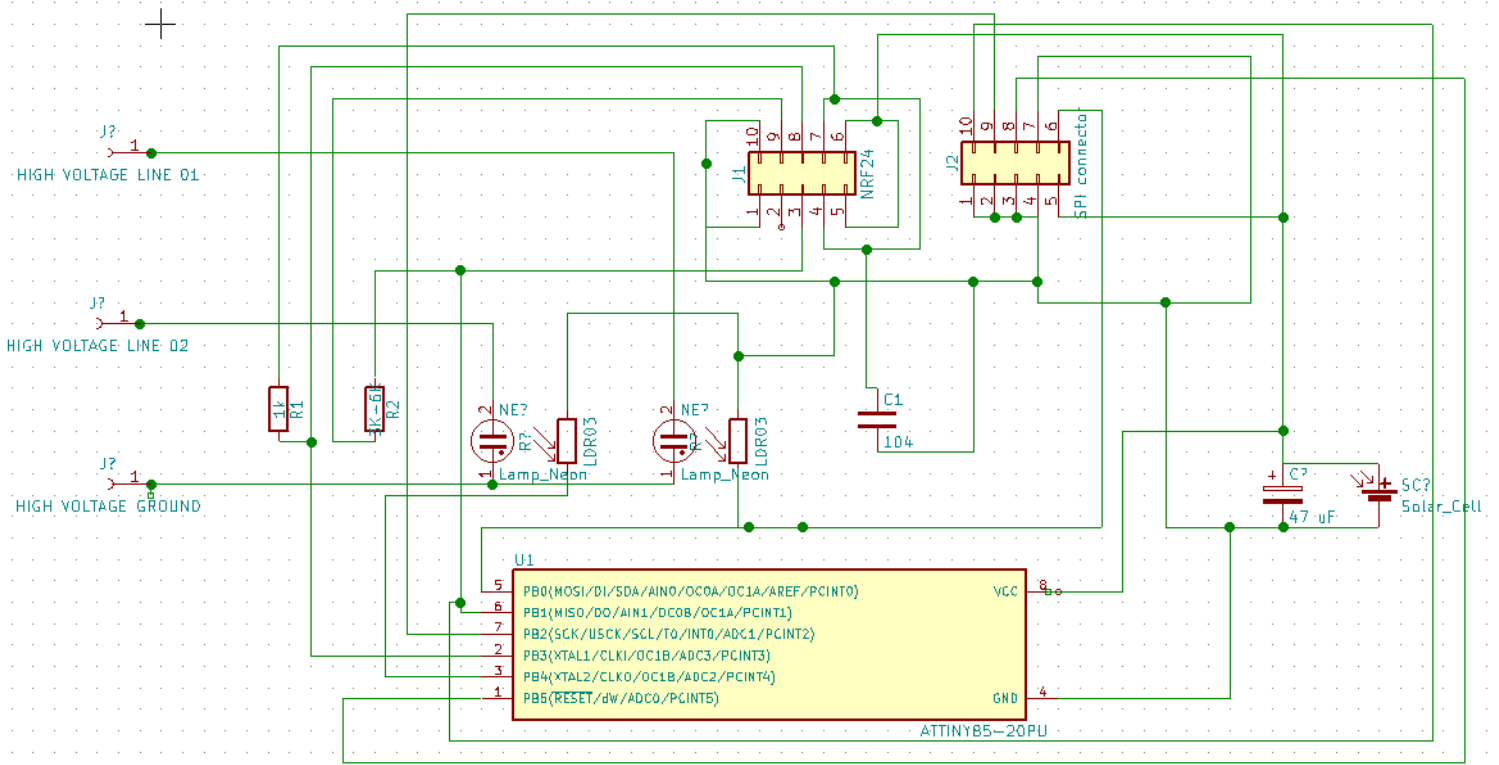 J?
1
HIGH VOLTAGE LINE 01
J?
1
HIGH VOLTAGE LINE 02
J?
1
HIGH VOLTAGE GROUND
10
9
8
7
6
J1
NRF24
1
2
3
4
5
10
9
8
7
6
J2
SPI connector
1
2
3
4
5
1k
R1
R2
2
NE?
R?
1
Lamp_Neon
LDR03
2
NE?
1
Lamp_Neon
LDR03
C1
104
+
C?
47 uF
+
SC?
Solar_Cell
U1
5 PB0(MOSI/DI/SDA/AIN0/OC0A/OC1A/AREF/PCINT0) VCC 8
6 PB1(MISO/DO/AIN1/OC0B/OC1A/PCINT1)
7 PB2(SCK/USCK/SCL/T0/INT0/ADC1/PCINT2)
2 PB3(XTAL1/CLKI/OC1B/ADC3/PCINT3)
3 PB4(XTAL2/CLKO/OC1B/ADC2/PCINT4)
1 PB5(RESET/dW/ADC0/PCINT5) GND 4
ATTINY85-20PU